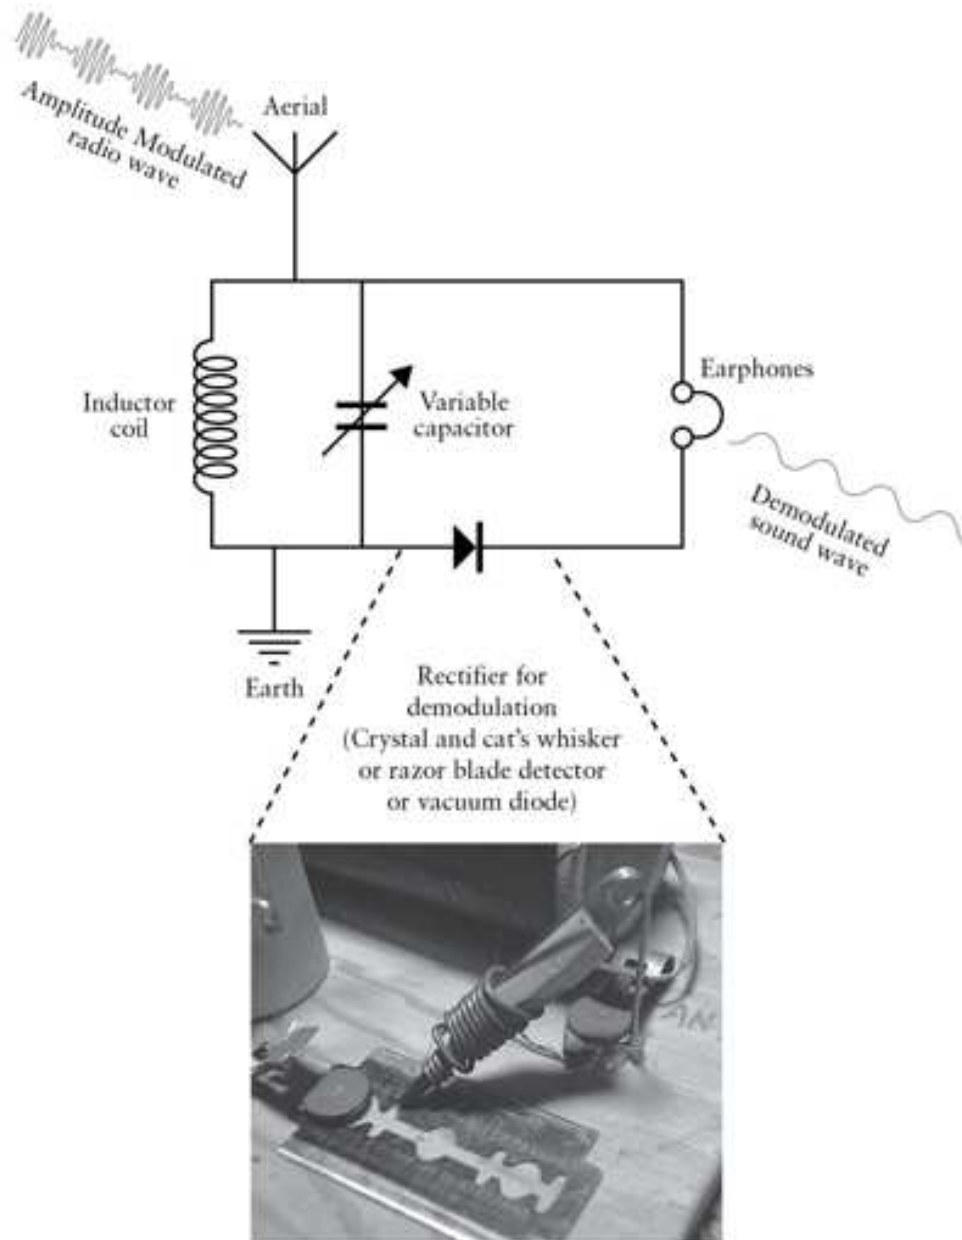 Amplitude Modulated
radio wave
Aerial
Inductor
coil
Variable
capacitor
Earphones
Demodulated
sound wave
Earth
Rectifier for
demodulation
(Crystal and cat's whisker
or razor blade detector
or vacuum diode)
AN